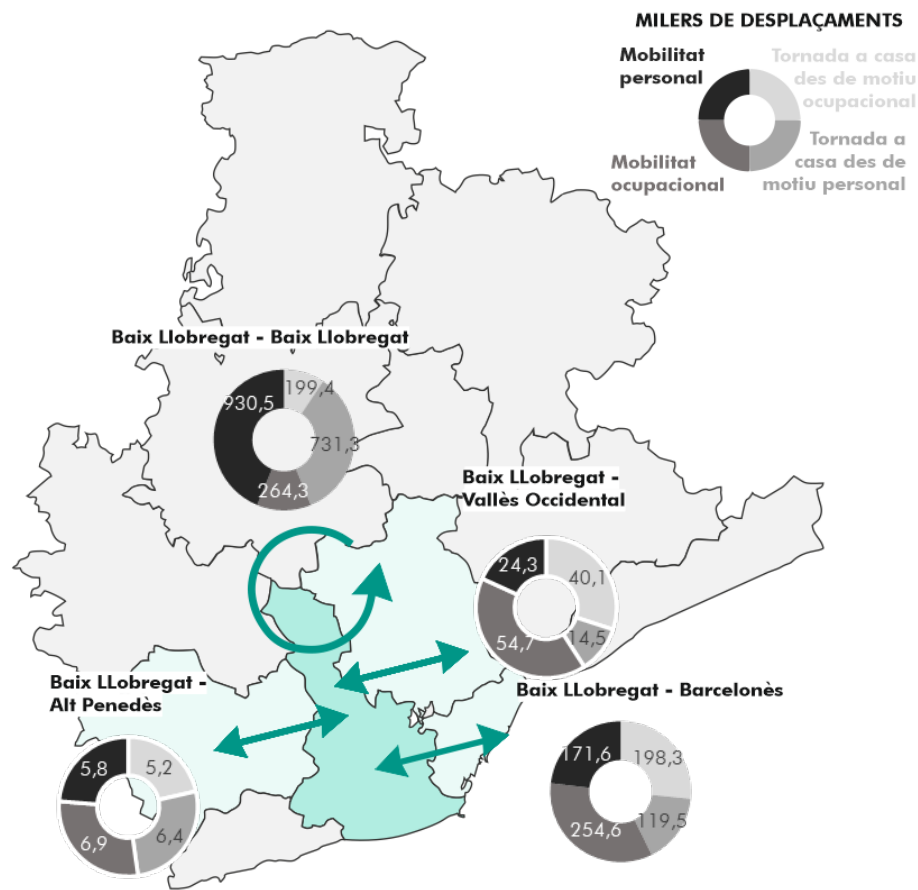 MILERS DE DESPLAÇAMENTS
Mobilitat
personal
Tornada a casa
des de motiu
ocupacional
Mobilitat
ocupacional
Tornada a
casa des de
motiu personal
Baix Llobregat - Baix Llobregat
930,5
199,4
731,3
264,3
Baix LLobregat -
Vallès Occidental
24,3
40,1
54,7
14,5
Baix LLobregat -
Alt Penedès
5,8
5,2
6,9
6,4
Baix LLobregat - Barcelonès
171,6
198,3
254,6
119,5